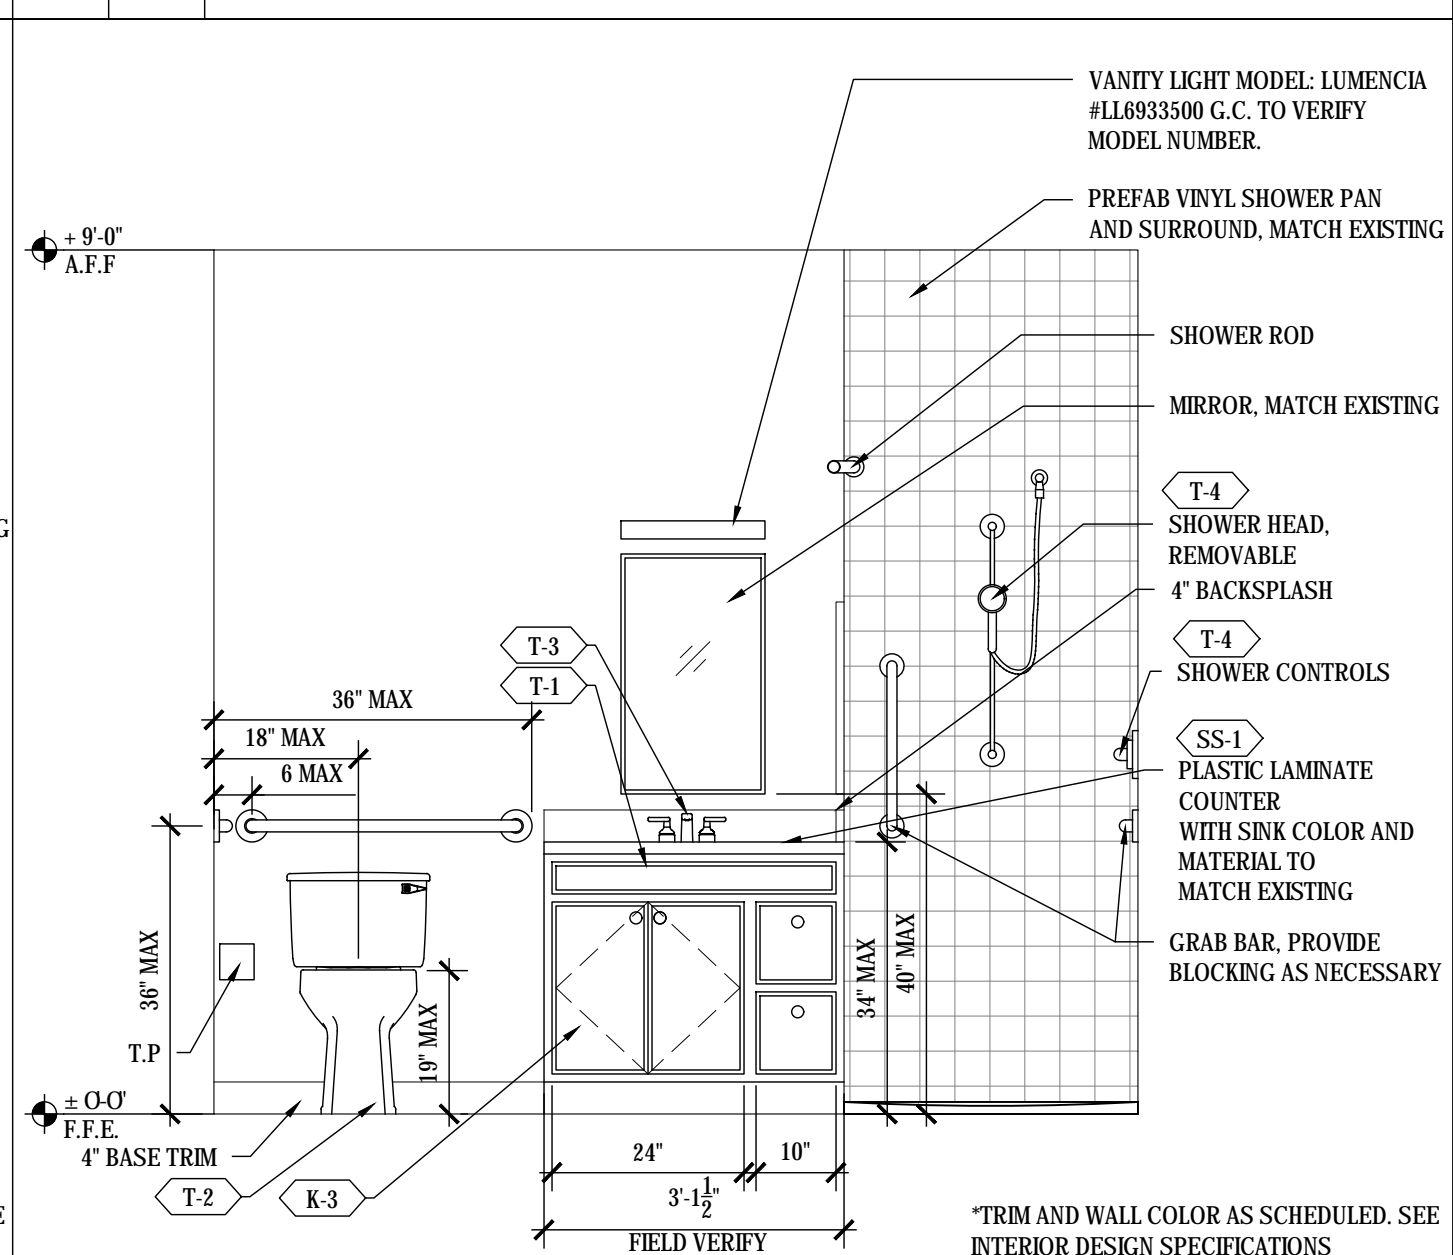 VANITY LIGHT MODEL: LUMENCIA
#LL6933500 G.C. TO VERIFY
MODEL NUMBER.
PREFAB VINYL SHOWER PAN
AND SURROUND, MATCH EXISTING
+ 9'-0"
A.F.F
SHOWER ROD
MIRROR, MATCH EXISTING
T-4
SHOWER HEAD,
REMOVABLE
G
4" BACKSPLASH
T-3
T-4
SHOWER CONTROLS
T-1
36" MAX
18" MAX
6 MAX
SS-1
PLASTIC LAMINATE
COUNTER
WITH SINK COLOR AND
MATERIAL TO
MATCH EXISTING
GRAB BAR, PROVIDE
BLOCKING AS NECESSARY
36" MAX
19" MAX
34" MAX
40" MAX
T.P
± 0'-0"
F.F.E.
4" BASE TRIM
T-2
K-3
24"
10"
3'-1 1/2"
FIELD VERIFY
E
*TRIM AND WALL COLOR AS SCHEDULED. SEE
INTERIOR DESIGN SPECIFICATIONS